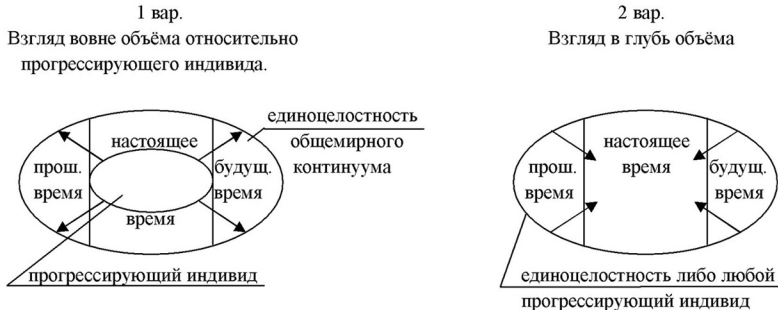 1 вар.
Взгляд вовне объёма относительно
прогрессирующего индивида.
настоящее
прош.
время
будущ.
время
время
единоцелостность
общемирного
континуума
прогрессирующий индивид
2 вар.
Взгляд в глубь объёма
настоящее
время
прош.
время
будущ.
время
единоцелостность либо любой
прогрессирующий индивид